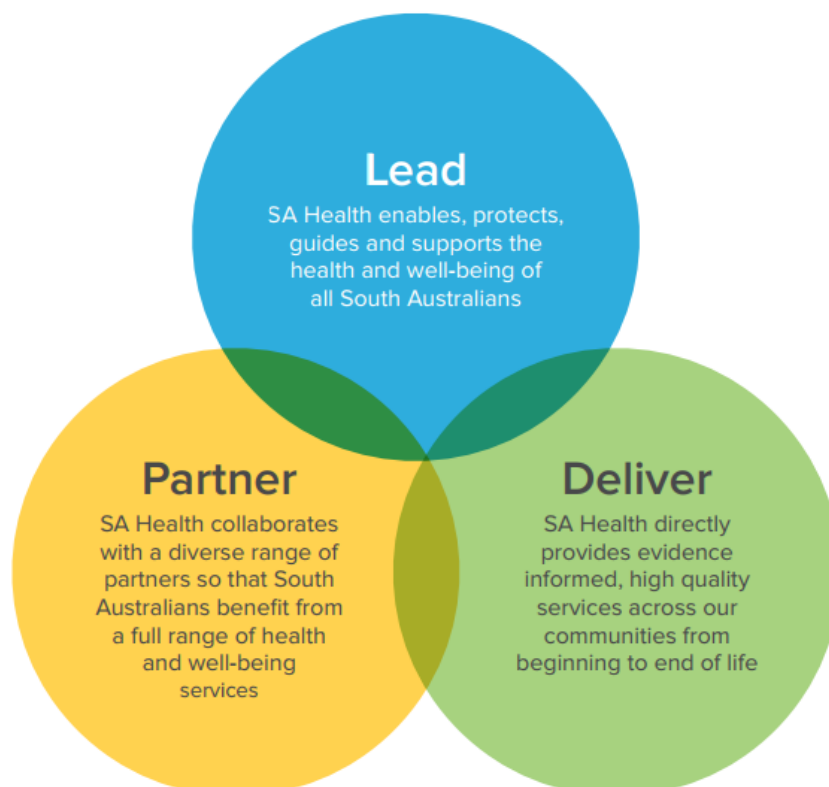 Lead
SA Health enables, protects,
guides and supports the
health and well-being of
all South Australians
Partner
SA Health collaborates
with a diverse range of
partners so that South
Australians benefit from
a full range of health
and well-being
services
Deliver
SA Health directly
provides evidence
informed, high quality
services across our
communities from
beginning to end of life